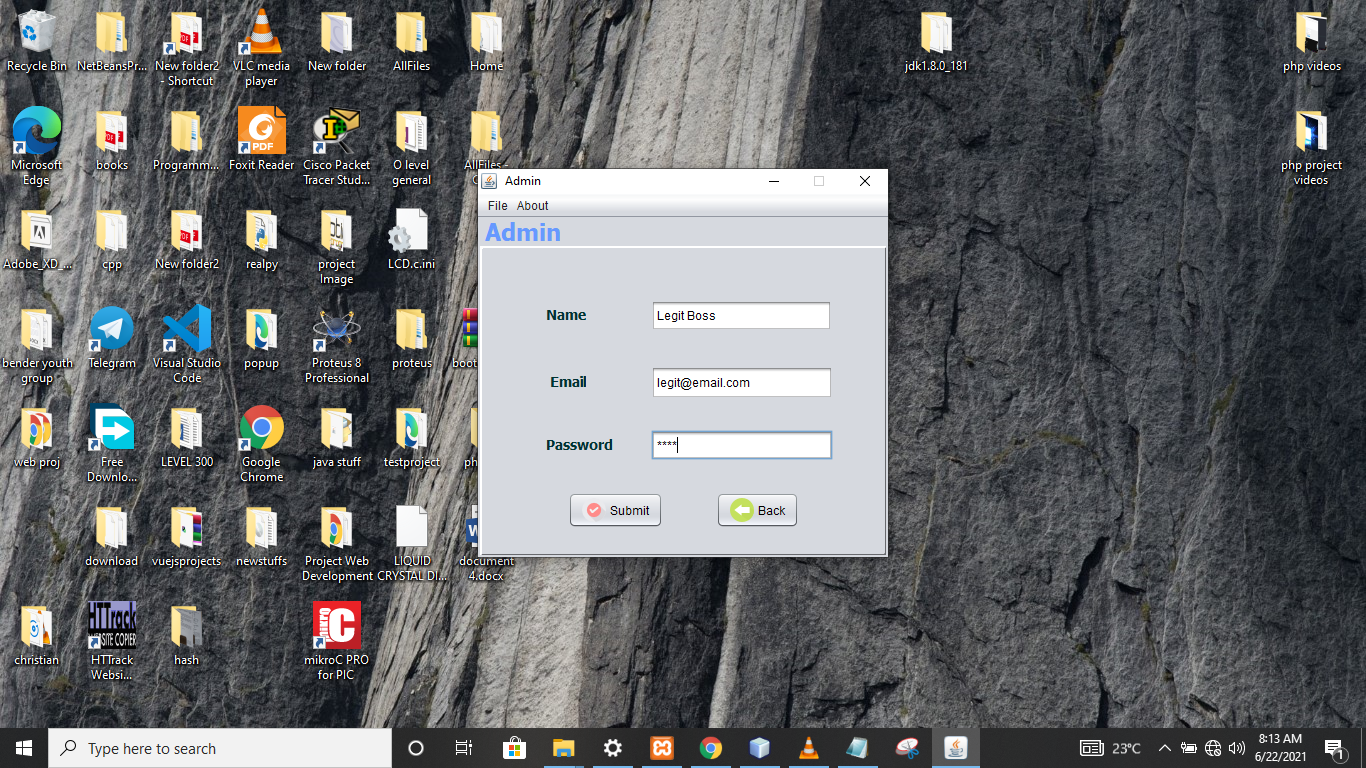 Recycle Bin
NetBeansPr...
New folder2
- Shortcut
VLC media
player
New folder
AllFiles
Home
jdk1.8.0_181
php videos
Microsoft
Edge
books
Programm...
Foxit Reader
PDF
Cisco Packet
Tracer Stud...
O level
general
AllFiles -
php project
videos
Admin
File About
Admin
Name
Legit Boss
Email
legit@email.com
Password
****
Submit
Back
Adobe_XD_...
cpp
New folder2
realpy
project
Image
LCD.c.ini
bender youth
group
Telegram
Visual Studio
Code
popup
Proteus 8
Professional
proteus
boot
web proj
Free
Downlo...
LEVEL 300
Google
Chrome
java stuff
testproject
ph
download
vuejsprojects
newstuffs
Project Web
Development
LIQUID
CRYSTAL DI...
document
4.docx
christian
HTTrack
WEBSITE COPIER
HTTrack
Websi...
hash
mikro
C
mikroC PRO
for PIC
Type here to search
23°C
8:13 AM
6/22/2021
1